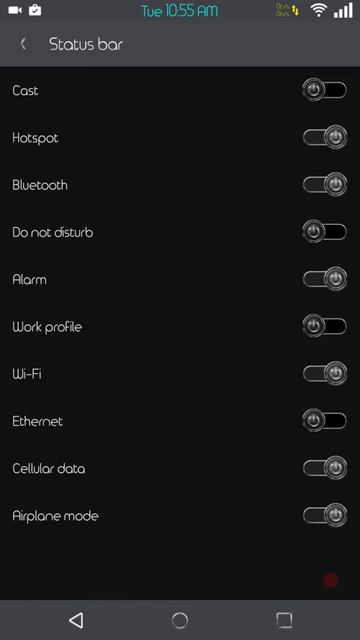 Tue 10:55 AM
Status bar
Cast
Hotspot
Bluetooth
Do not disturb
Alarm
Work profile
Wi-Fi
Ethernet
Cellular data
Airplane mode